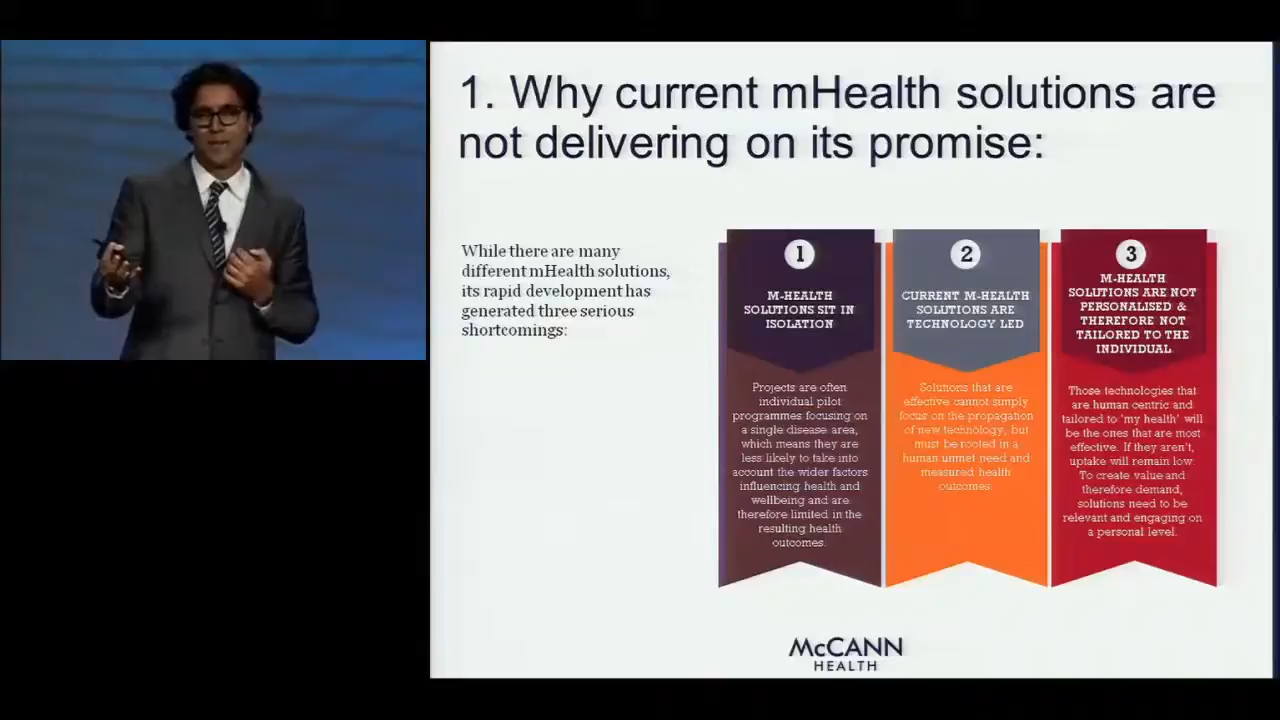 1. Why current mHealth solutions are
not delivering on its promise:
While there are many
different mHealth solutions,
its rapid development has
generated three serious
shortcomings:
1
M-HEALTH
SOLUTIONS SIT IN
ISOLATION
Projects are often
individual pilot
programmes focusing on
a single disease area,
which means they are
less likely to take into
account the wider factors
influencing health and
wellbeing and are
therefore limited in the
resulting health
outcomes.
2
CURRENT M-HEALTH
SOLUTIONS ARE
TECHNOLOGY LED
Solutions that are
effective cannot simply
focus on the propagation
of new technology, but
must be rooted in a
human unmet need and
measured health
outcomes.
3
M-HEALTH
SOLUTIONS ARE NOT
PERSONALISED &
THEREFORE NOT
TAILORED TO THE
INDIVIDUAL
Those technologies that
are human centric and
tailored to 'my health' will
be the ones that are most
effective. If they aren't,
uptake will remain low.
To create value and
therefore demand,
solutions need to be
relevant and engaging on
a personal level.
McCANN
HEALTH